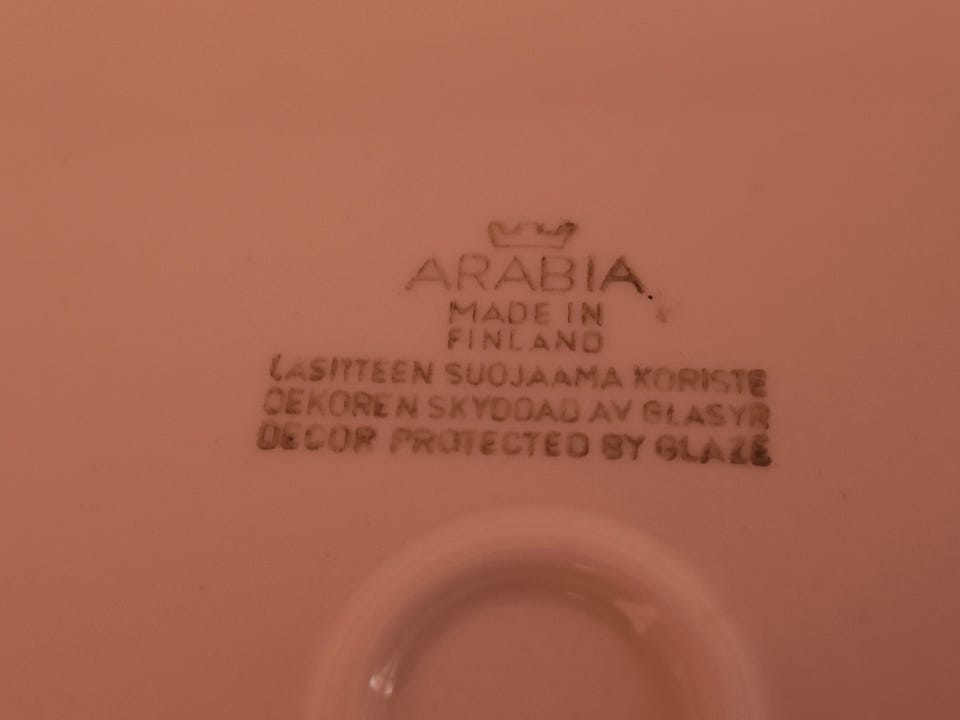 ARABIA
MADE IN
FINLAND
LASITTEEN SUOJAAMA KORISTE
DEKOREN SKYDDAD AV GLASYR
DECOR PROTECTED BY GLAZE